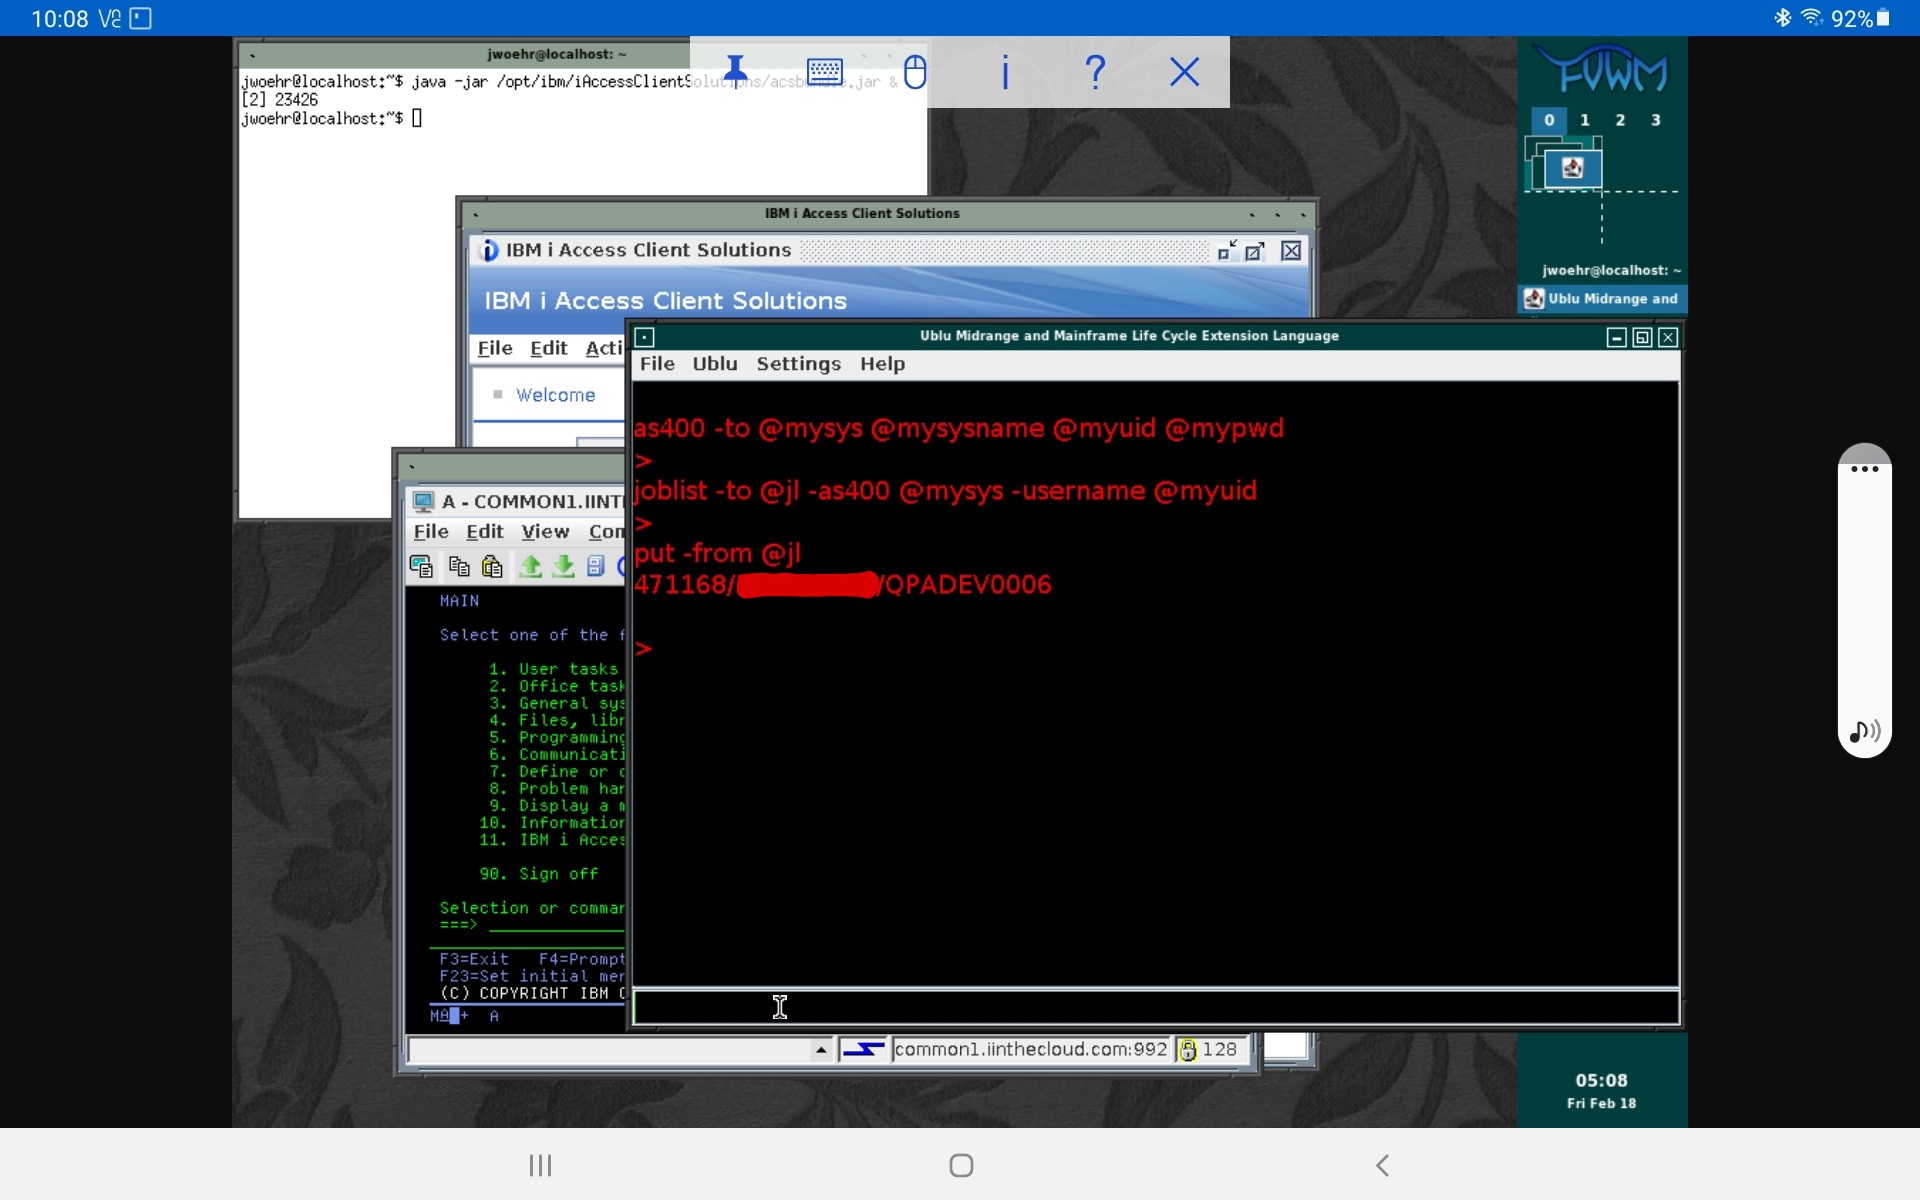 10:08
92%
jwoehr@localhost: ~
jwoehr@localhost:~$ java -jar /opt/ibm/iAccessClientSolutions/acsbundle.jar &
[2] 23426
jwoehr@localhost:~$
FVWM
0 1 2 3
jwoehr@localhost: ~
Ublu Midrange and
IBM i Access Client Solutions
IBM i Access Client Solutions
IBM i Access Client Solutions
File Edit Acti
Welcome
Ublu Midrange and Mainframe Life Cycle Extension Language
File Ublu Settings Help
as400 -to @mysys @mysysname @myuid @mypwd
>
joblist -to @jl -as400 @mysys -username @myuid
>
put -from @jl
471168/ /QPADEV0006
>
A - COMMON1.IINT
File Edit View Con
MAIN
Select one of the f
1. User tasks
2. Office task
3. General sys
4. Files, libr
5. Programming
6. Communicati
7. Define or c
8. Problem han
9. Display a m
10. Information
11. IBM i Acces
90. Sign off
Selection or comman
===>
F3=Exit F4=Prompt
F23=Set initial men
(C) COPYRIGHT IBM C
MA + A
common1.iinthecloud.com:992 128
05:08
Fri Feb 18